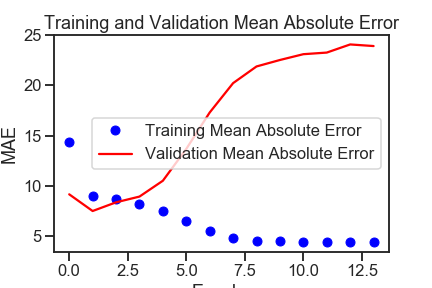 Training and Validation Mean Absolute Error
25
20
15
10
5
MAE
Training Mean Absolute Error
Validation Mean Absolute Error
0.0 2.5 5.0 7.5 10.0 12.5